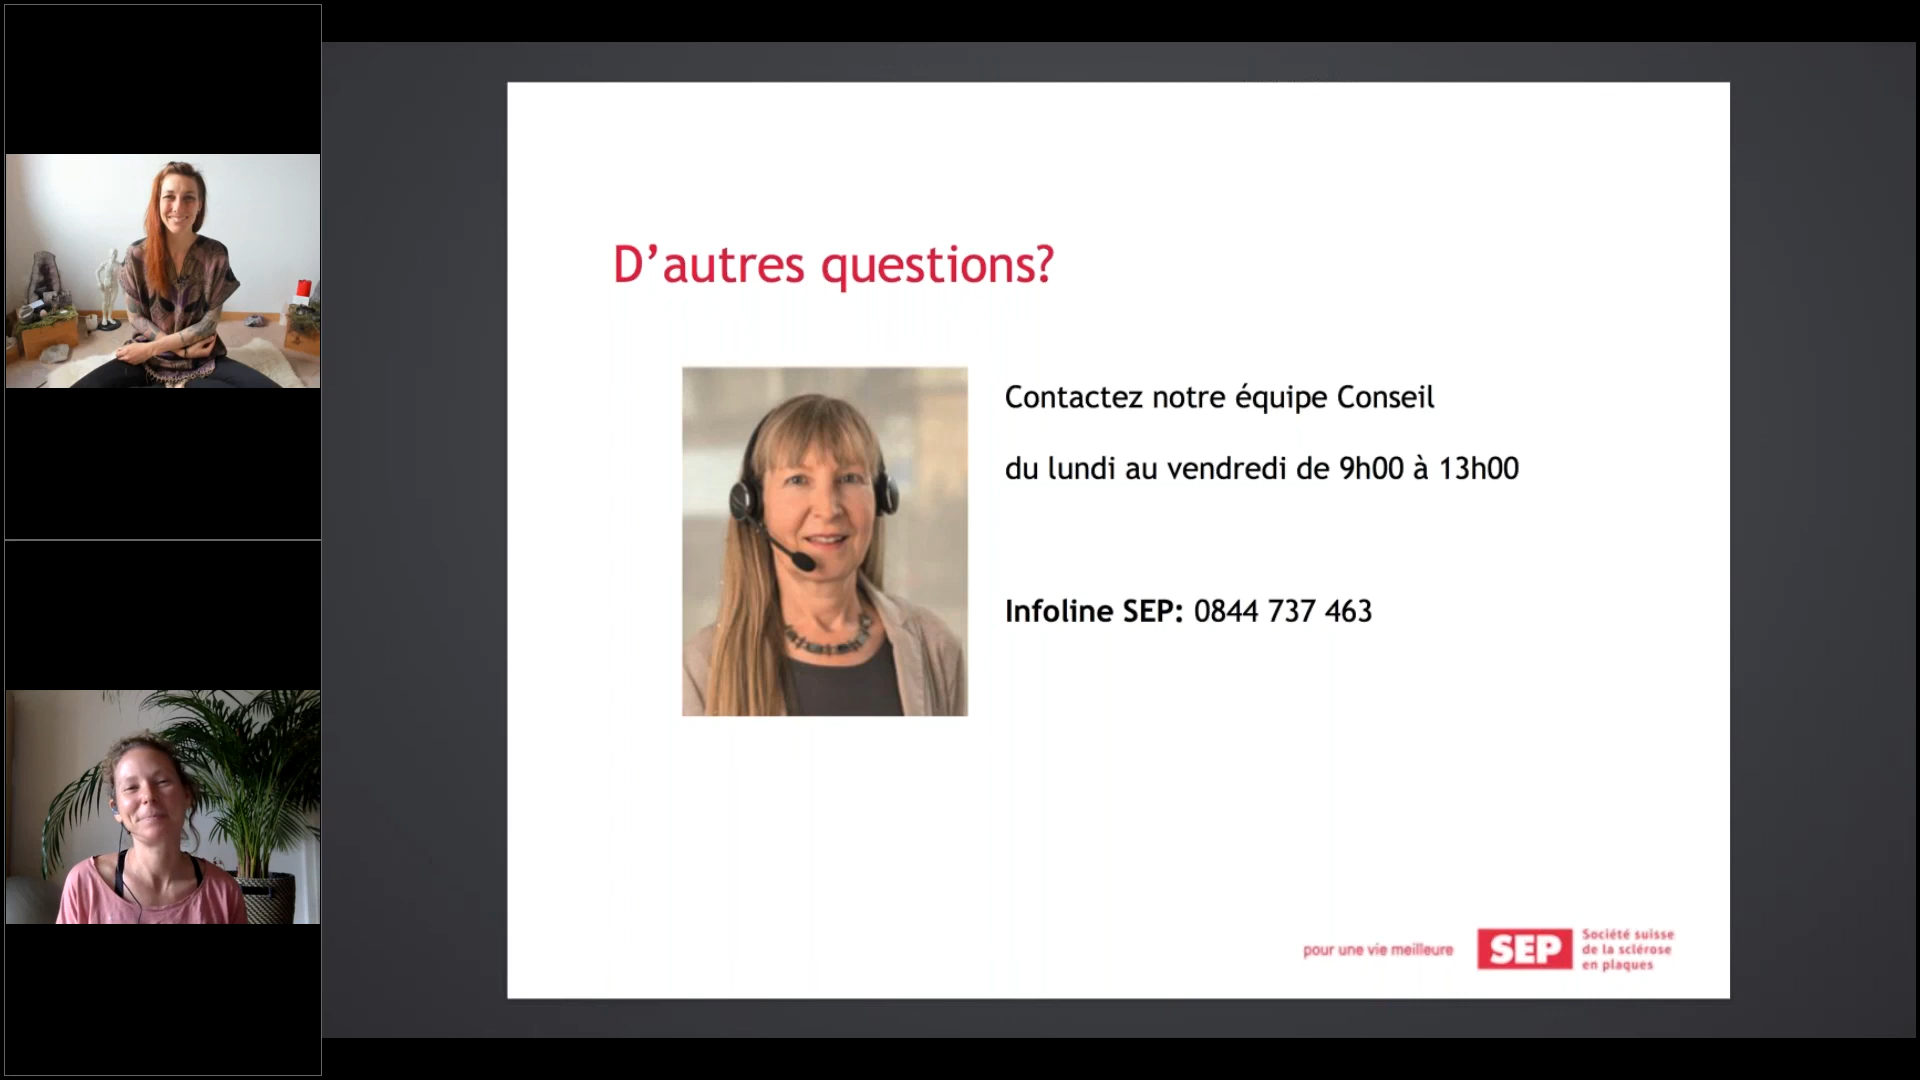 D’autres questions?
Contactez notre équipe Conseil
du lundi au vendredi de 9h00 à 13h00
Infoline SEP: 0844 737 463
pour une vie meilleure
SEP
Société suisse
de la sclérose
en plaques